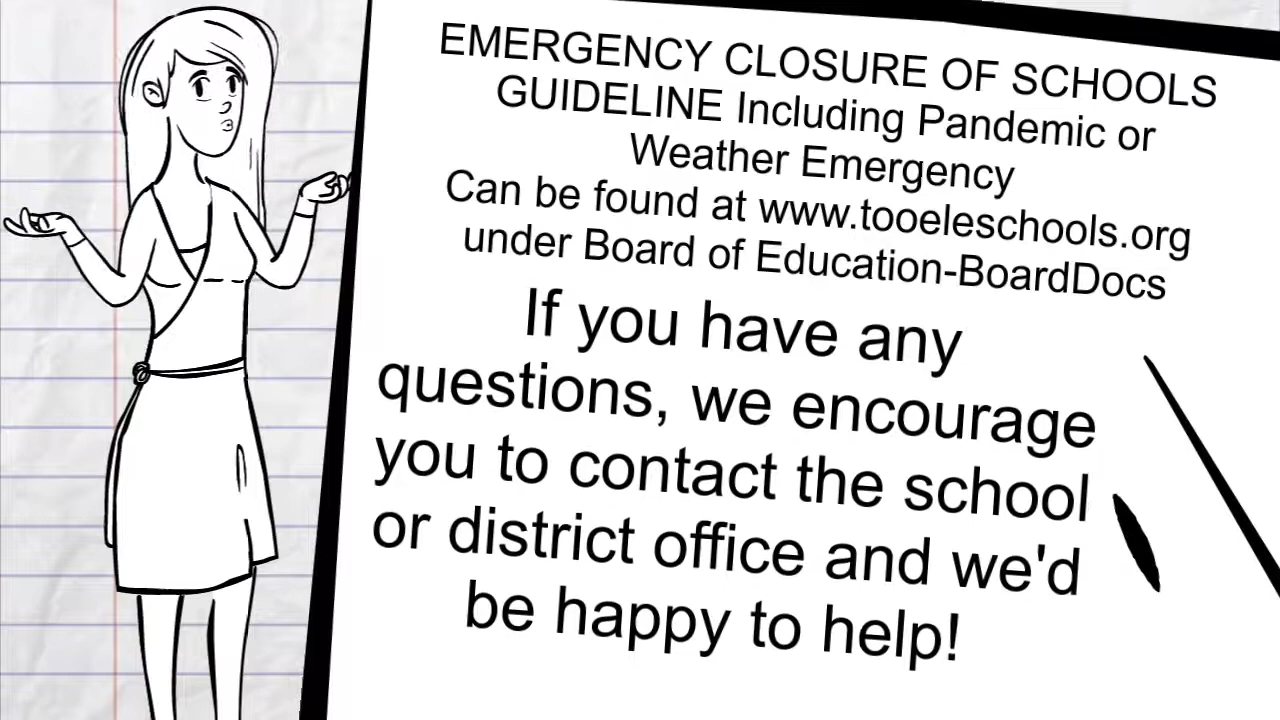 EMERGENCY CLOSURE OF SCHOOLS
GUIDELINE Including Pandemic or
Weather Emergency
Can be found at www.tooeleschools.org
under Board of Education-BoardDocs
If you have any
questions, we encourage
you to contact the school
or district office and we'd
be happy to help!